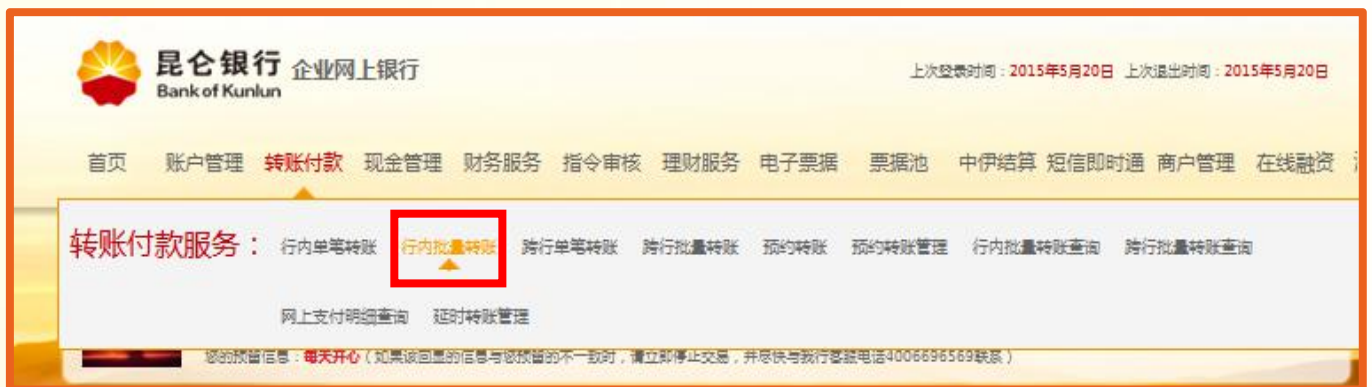 昆仑银行 企业网上银行 上次登录时间：2015年5月20日 上次退出时间：2015年5月20日
Bank of Kunlun
首页 账户管理 转账付款 现金管理 财务服务 指令审核 理财服务 电子票据 票据池 中伊结算 短信即时通 商户管理 在线融资
转账付款服务： 行内单笔转账 行内批量转账 跨行单笔转账 跨行批量转账 预约转账 预约转账管理 行内批量转账查询 跨行批量转账查询
网上支付明细查询 延时转账管理
您的预留信息：每天开心（如果该回显的信息与您预留的不一致时，请立即停止交易，并尽快与我行客服电话4006696569联系）